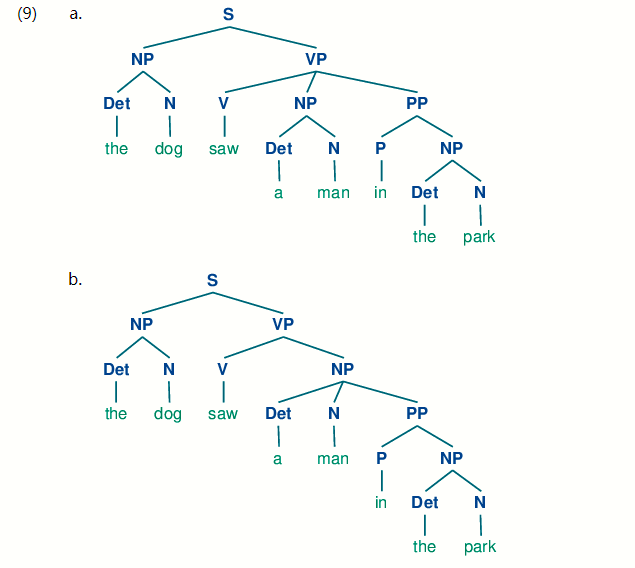 (9) a. S
NP VP
Det N V NP PP
the dog saw Det N P NP
a man in Det N
the park
b. S
NP VP
Det N V NP
the dog saw Det N PP
a man P NP
in Det N
the park